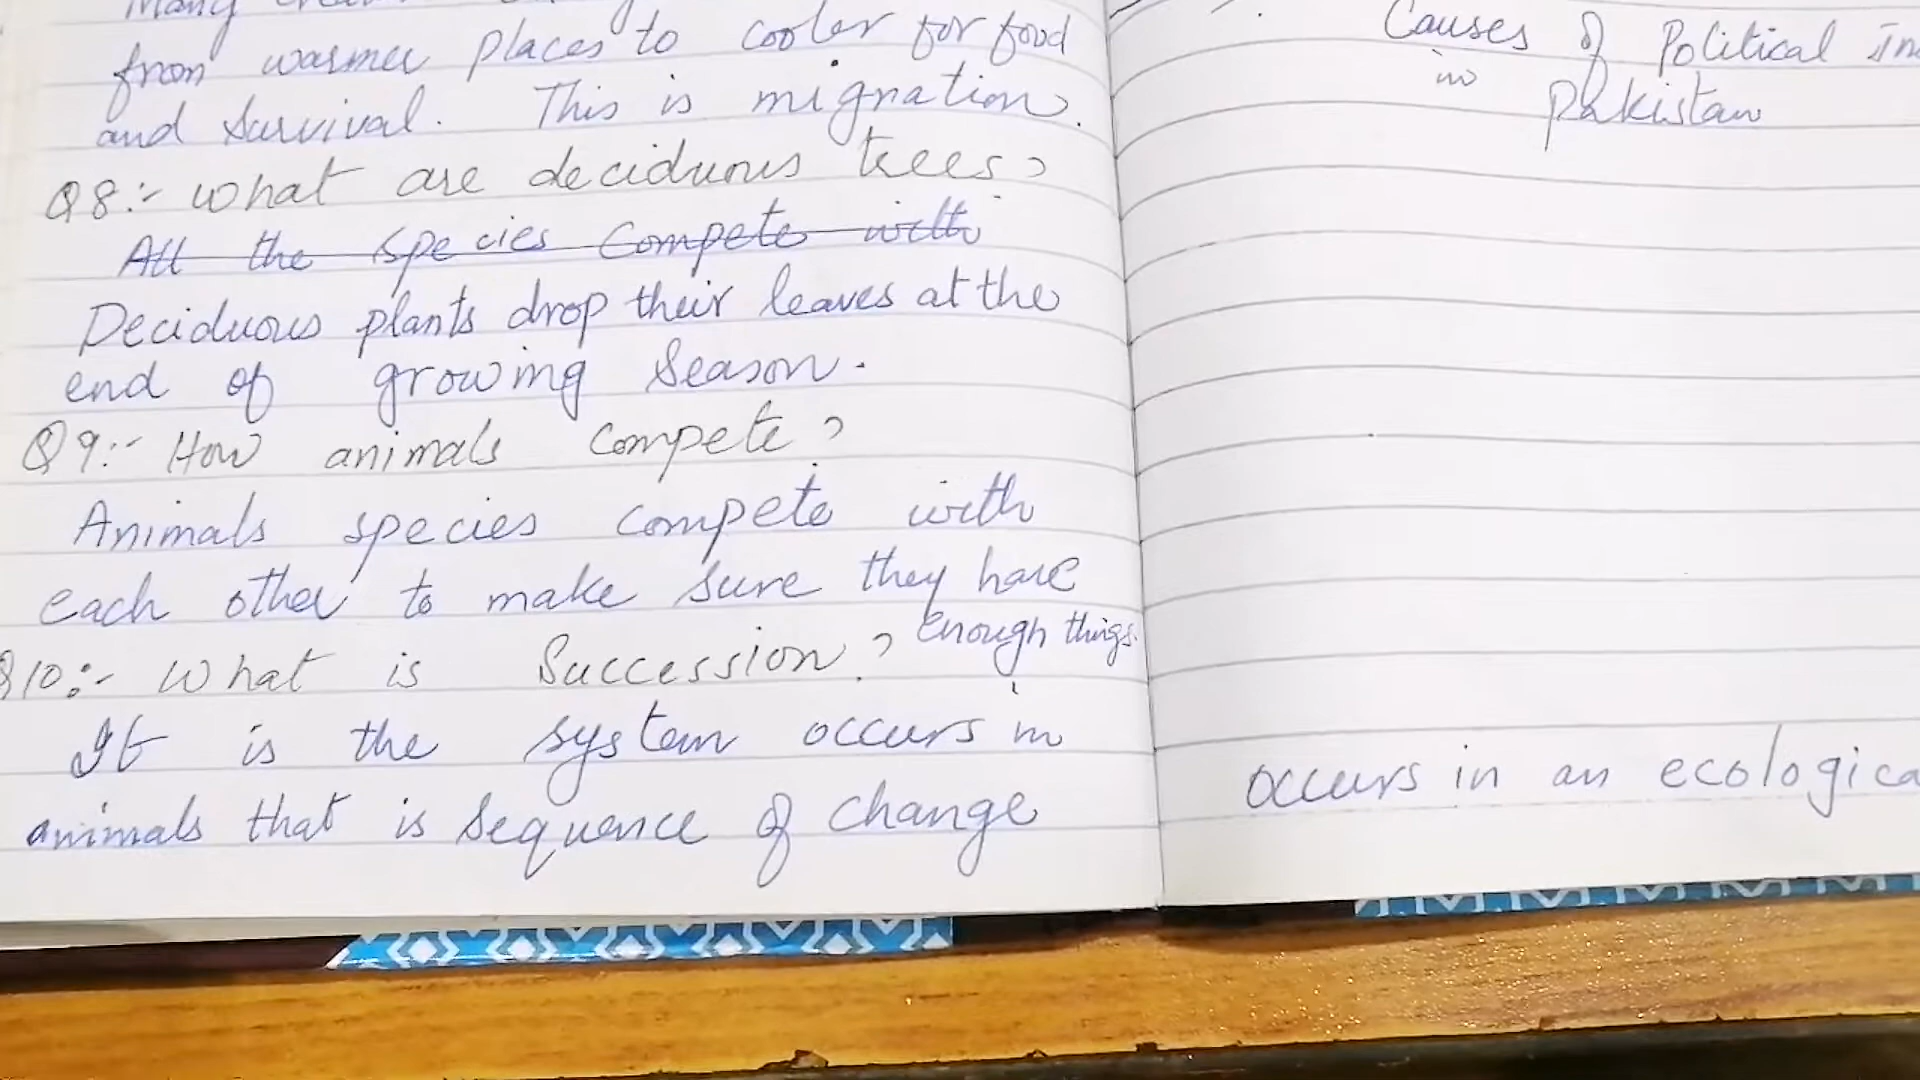 Many
from warmer places to cooler for food
and survival. This is mignation.
Q8:- What are deciduous trees?
All the species compete with
Deciduous plants drop their leaves at the
end of growing season.
Q9:- How animals compete?
Animals species compete with
each other to make sure they have
enough things.
Q10:- What is Succession?
It is the system occurs in
animals that is sequence of change
Causes of Political In
in Pakistan
occurs in an ecologica